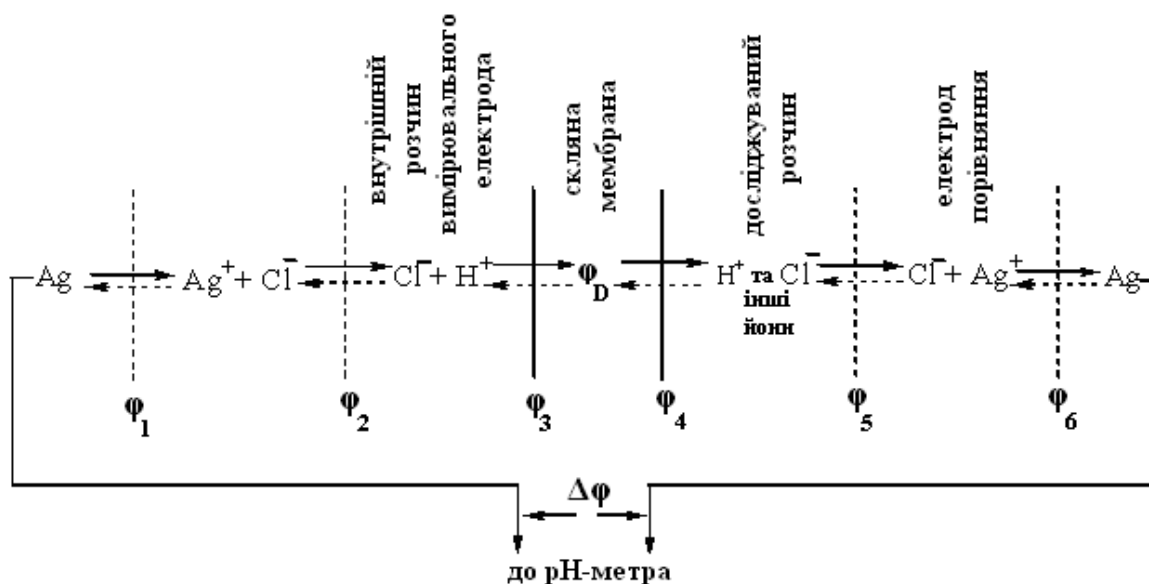 внутрішній
розчин
вимірювального
електрода
скляна
мембрана
досліджуваний
розчин
електрод
порівняння
Ag Ag⁺ + Cl⁻ Cl⁻ + H⁺ φD H⁺ та Cl⁻ Cl⁻ + Ag⁺ Ag
інші
йони
φ1 φ2 φ3 φ4 φ5 φ6
Δφ
до pH-метра